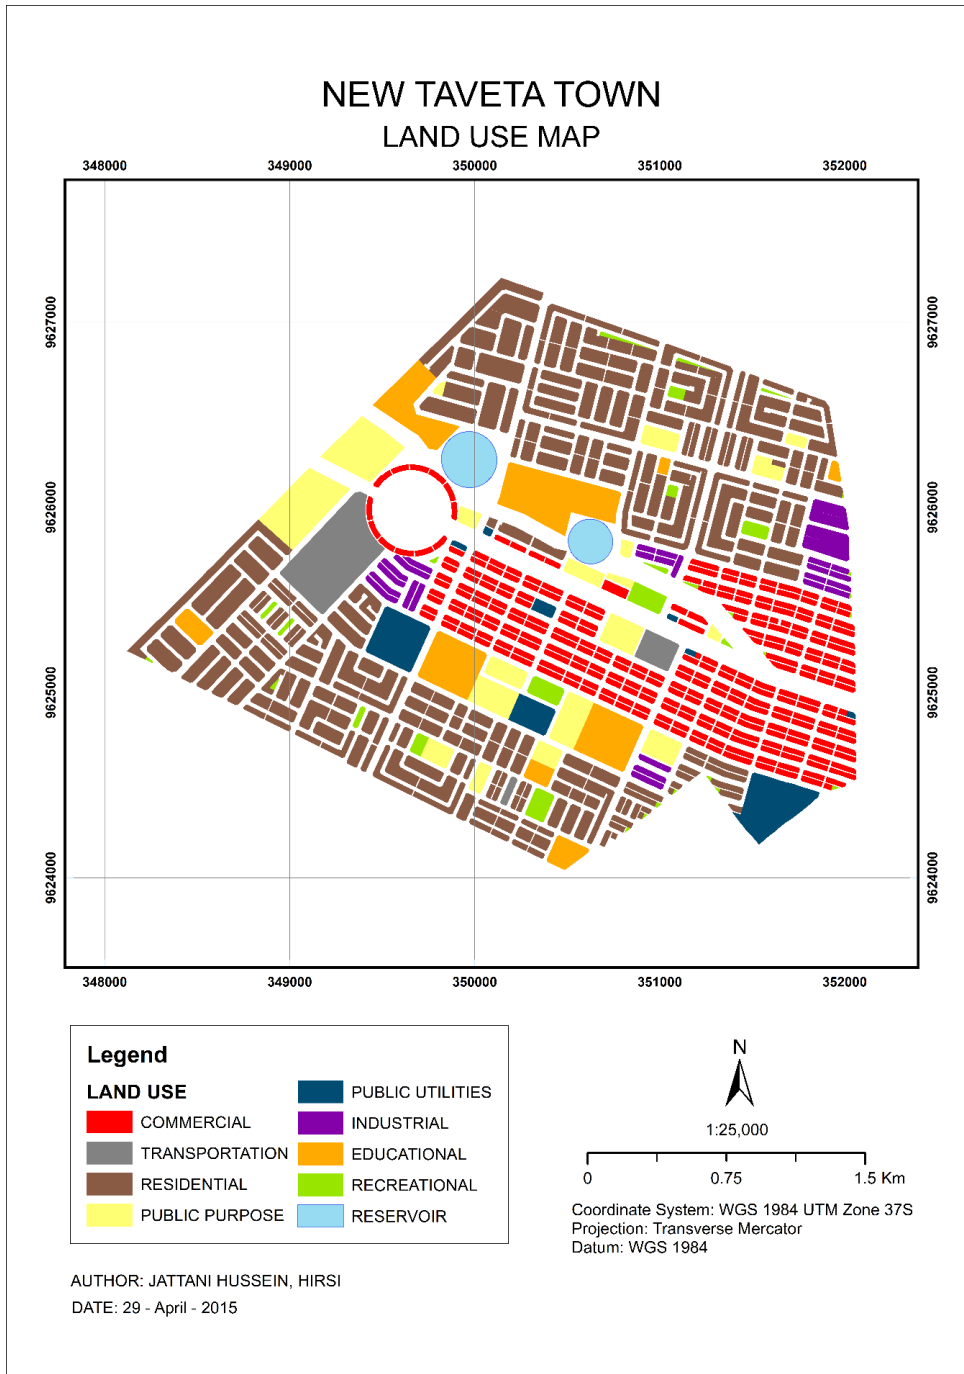 NEW TAVETA TOWN
LAND USE MAP
348000 349000 350000 351000 352000
9627000 9627000
9626000 9626000
9625000 9625000
9624000 9624000
348000 349000 350000 351000 352000
Legend
LAND USE
COMMERCIAL
TRANSPORTATION
RESIDENTIAL
PUBLIC PURPOSE
PUBLIC UTILITIES
INDUSTRIAL
EDUCATIONAL
RECREATIONAL
RESERVOIR
N
1:25,000
0 0.75 1.5 Km
Coordinate System: WGS 1984 UTM Zone 37S
Projection: Transverse Mercator
Datum: WGS 1984
AUTHOR: JATTANI HUSSEIN, HIRSI
DATE: 29 - April - 2015